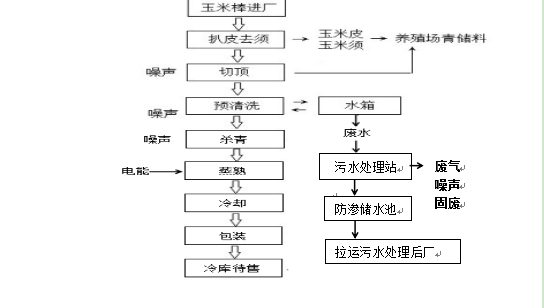 玉米棒进厂
扒皮去须
玉米皮
玉米须
养殖场青储料
噪声
切顶
噪声
预清洗
水箱
废水
噪声
杀青
污水处理站
废气
噪声
固废
电能
蒸熟
冷却
防渗储水池
包装
拉运污水处理后厂
冷库待售